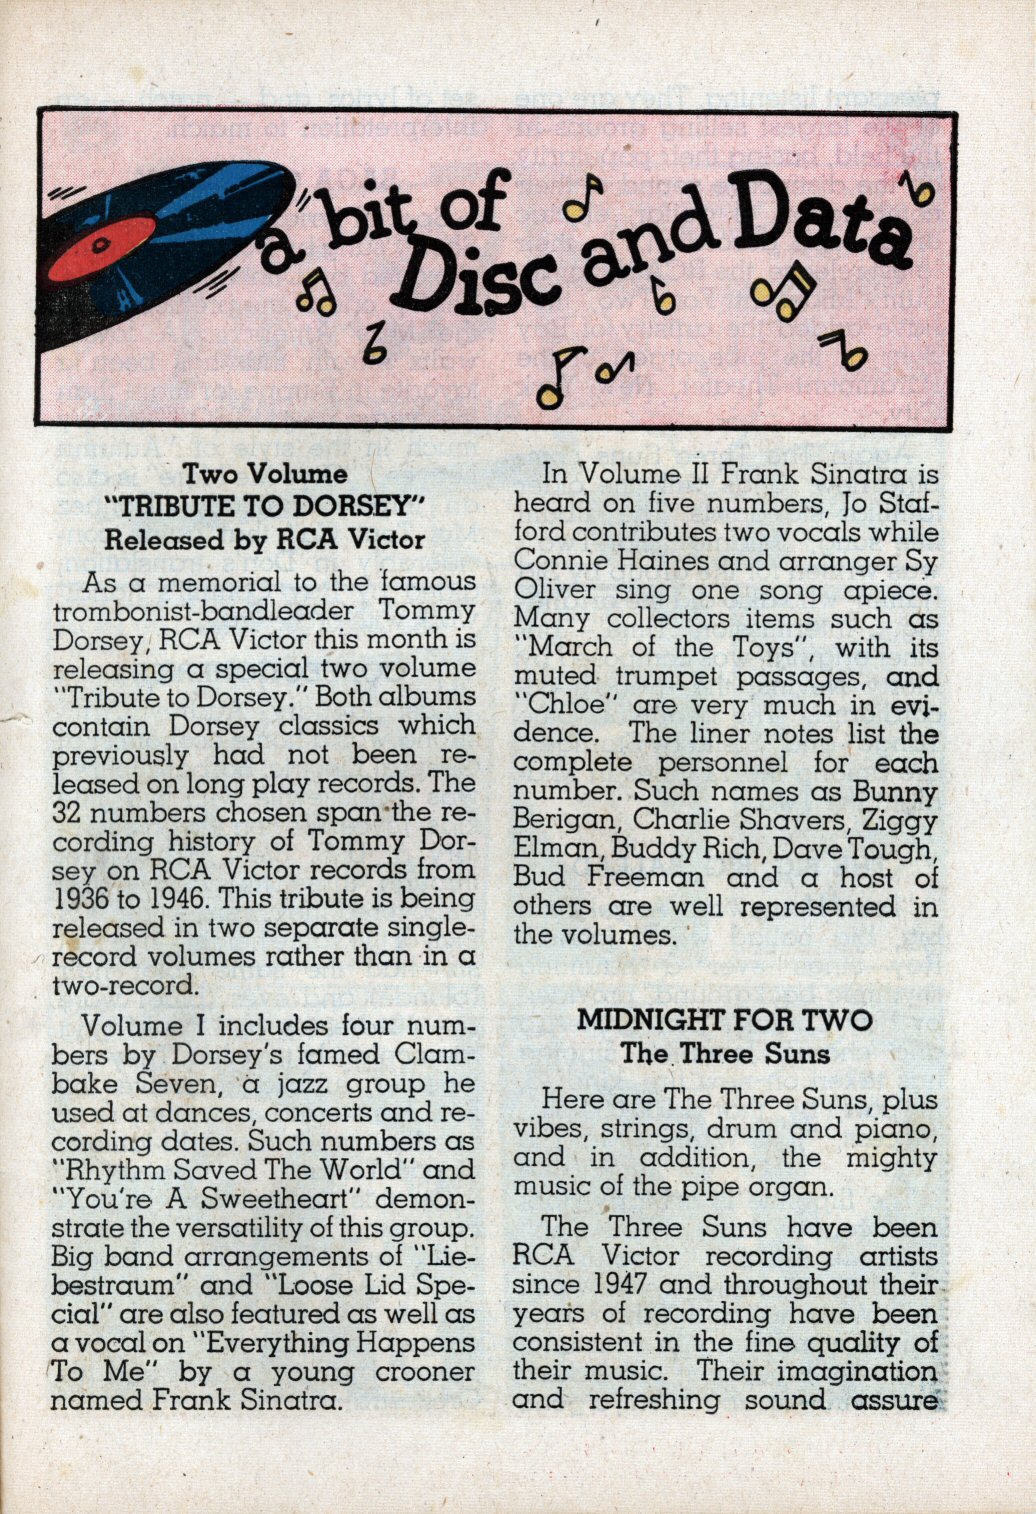 a bit of
Disc and Data
Two Volume
"TRIBUTE TO DORSEY"
Released by RCA Victor
As a memorial to the famous
trombonist-bandleader Tommy
Dorsey, RCA Victor this month is
releasing a special two volume
"Tribute to Dorsey." Both albums
contain Dorsey classics which
previously had not been re-
leased on long play records. The
32 numbers chosen span the re-
cording history of Tommy Dor-
sey on RCA Victor records from
1936 to 1946. This tribute is being
released in two separate single-
record volumes rather than in a
two-record.
Volume I includes four num-
bers by Dorsey's famed Clam-
bake Seven, a jazz group he
used at dances, concerts and re-
cording dates. Such numbers as
"Rhythm Saved The World" and
"You're A Sweetheart" demon-
strate the versatility of this group.
Big band arrangements of "Lie-
bestraum" and "Loose Lid Spe-
cial" are also featured as well as
a vocal on "Everything Happens
To Me" by a young crooner
named Frank Sinatra.
In Volume II Frank Sinatra is
heard on five numbers, Jo Staf-
ford contributes two vocals while
Connie Haines and arranger Sy
Oliver sing one song apiece.
Many collectors items such as
"March of the Toys", with its
muted trumpet passages, and
"Chloe" are very much in evi-
dence. The liner notes list the
complete personnel for each
number. Such names as Bunny
Berigan, Charlie Shavers, Ziggy
Elman, Buddy Rich, Dave Tough,
Bud Freeman and a host of
others are well represented in
the volumes.
MIDNIGHT FOR TWO
The Three Suns
Here are The Three Suns, plus
vibes, strings, drum and piano,
and in addition, the mighty
music of the pipe organ.
The Three Suns have been
RCA Victor recording artists
since 1947 and throughout their
years of recording have been
consistent in the fine quality of
their music. Their imagination
and refreshing sound assure